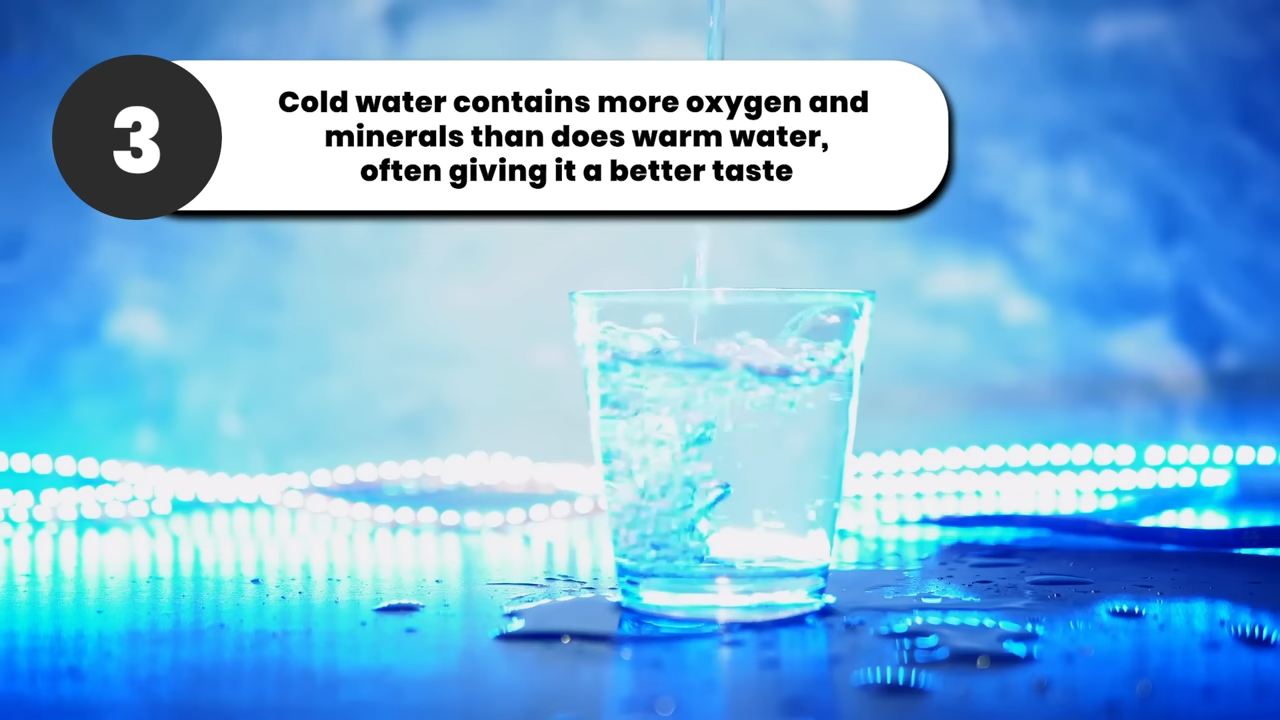 3
Cold water contains more oxygen and
minerals than does warm water,
often giving it a better taste